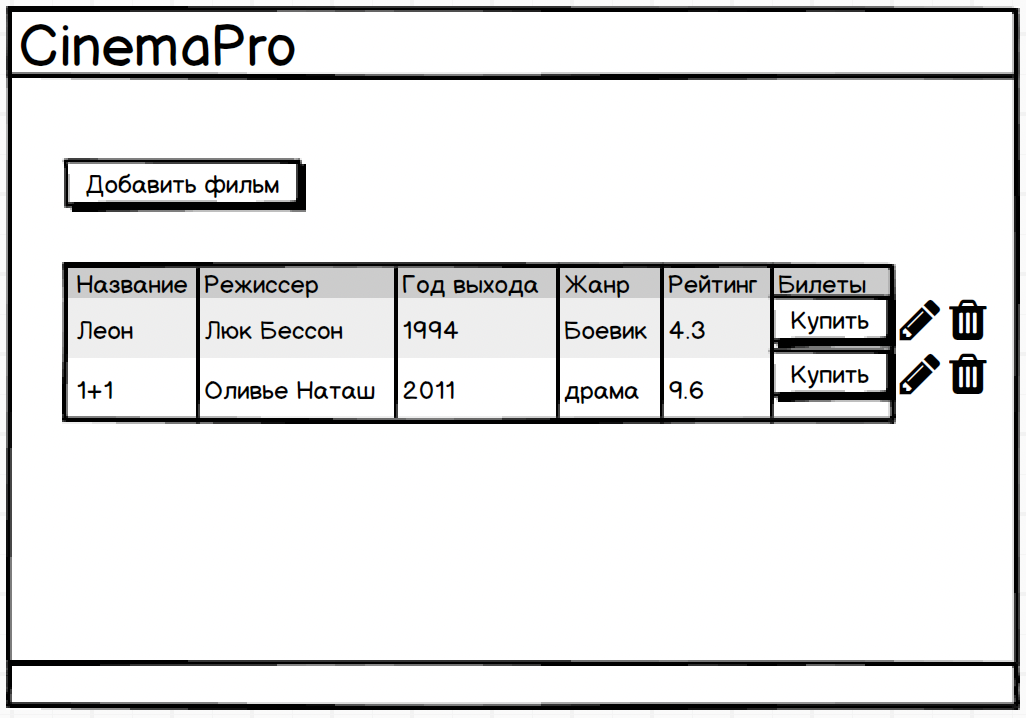 CinemaPro
Добавить фильм
Название Режиссер Год выхода Жанр Рейтинг Билеты
Леон Люк Бессон 1994 Боевик 4.3 Купить
1+1 Оливье Наташ 2011 драма 9.6 Купить